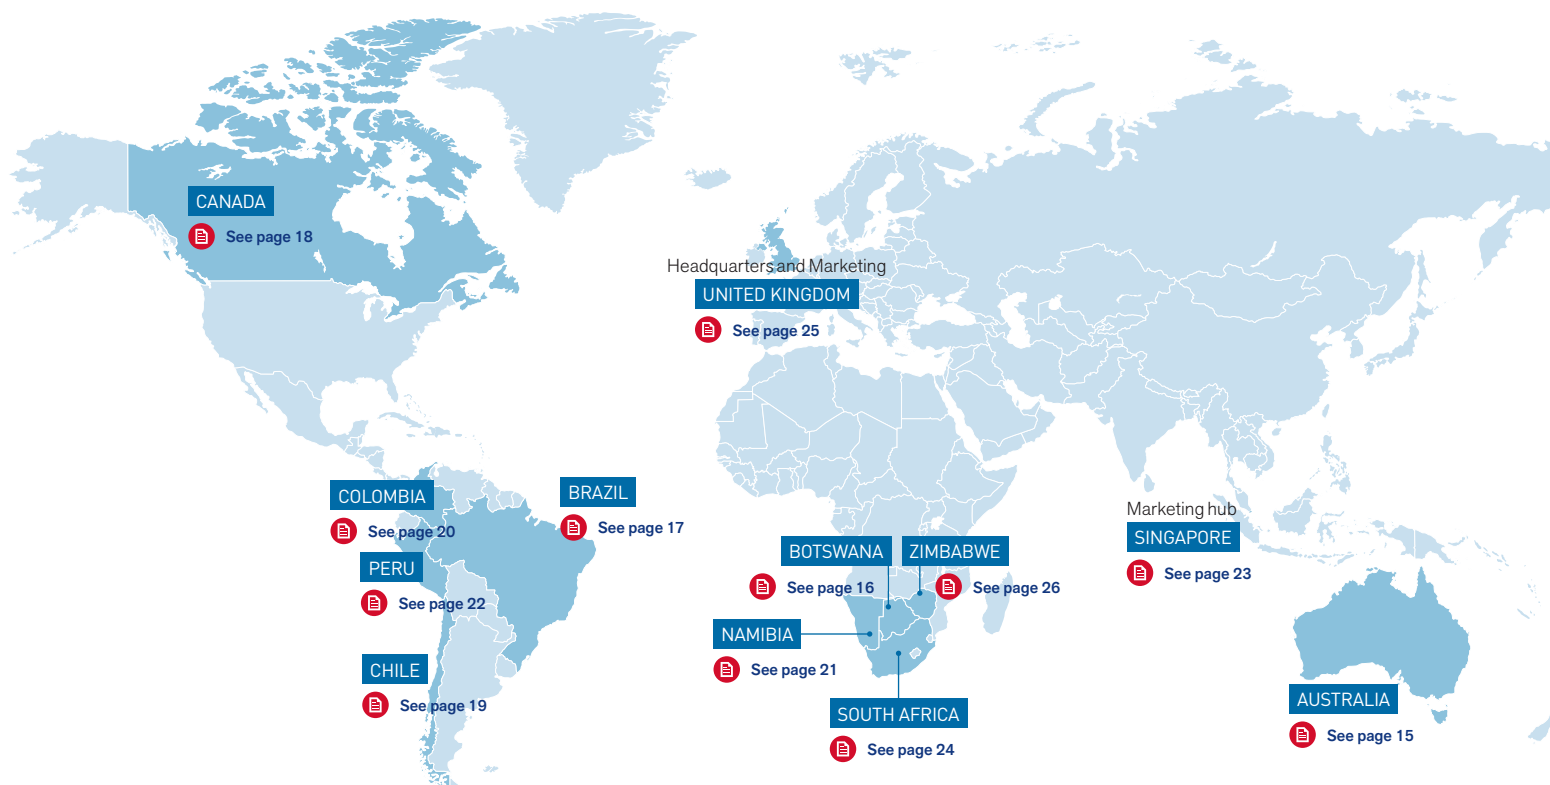 CANADA
See page 18
Headquarters and Marketing
UNITED KINGDOM
See page 25
COLOMBIA
See page 20
BRAZIL
See page 17
PERU
See page 22
CHILE
See page 19
BOTSWANA
See page 16
ZIMBABWE
See page 26
NAMIBIA
See page 21
SOUTH AFRICA
See page 24
Marketing hub
SINGAPORE
See page 23
AUSTRALIA
See page 15